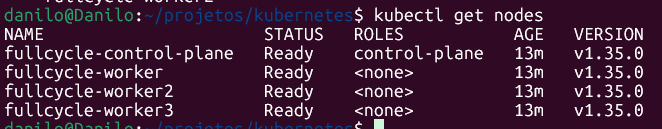 danilo@Danilo:~/projetos/kubernetes$ kubectl get nodes
NAME STATUS ROLES AGE VERSION
fullcycle-control-plane Ready control-plane 13m v1.35.0
fullcycle-worker Ready <none> 13m v1.35.0
fullcycle-worker2 Ready <none> 13m v1.35.0
fullcycle-worker3 Ready <none> 13m v1.35.0
danilo@Danilo:~/projetos/kubernetes$